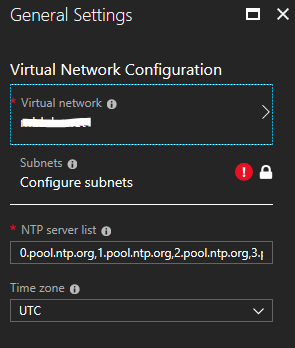 General Settings
Virtual Network Configuration
* Virtual network
Subnets
Configure subnets
* NTP server list
0.pool.ntp.org,1.pool.ntp.org,2.pool.ntp.org,3.
Time zone
UTC